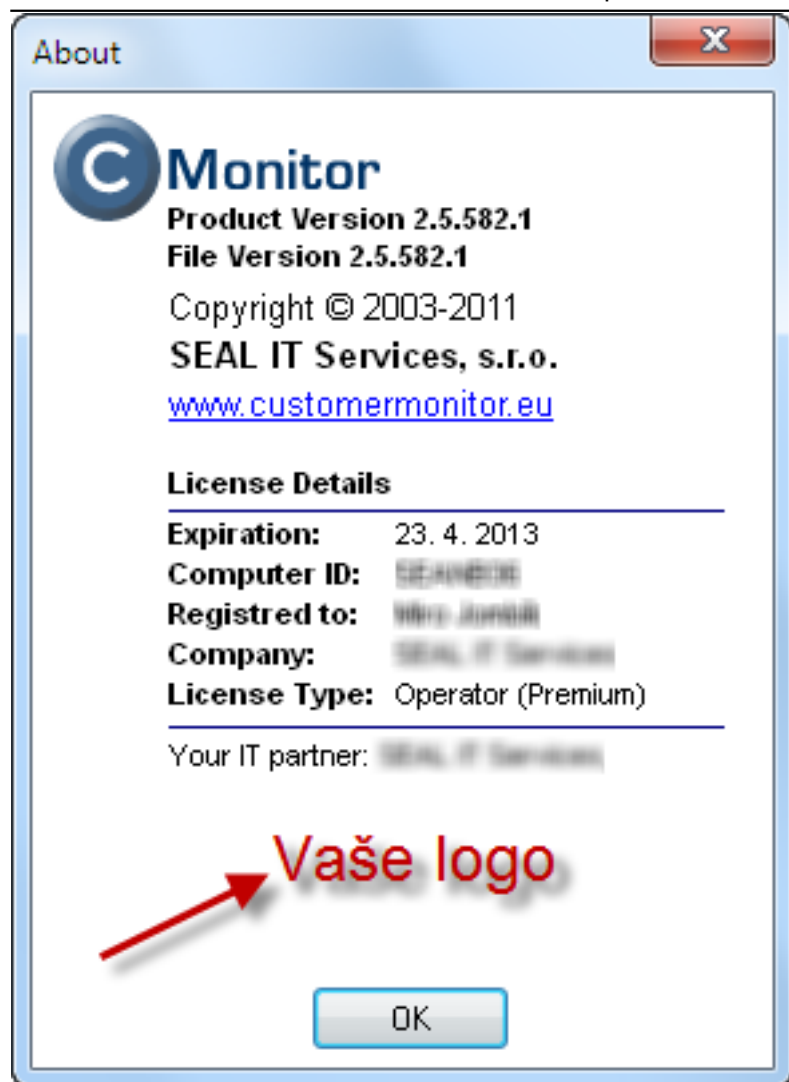 About
C Monitor
Product Version 2.5.582.1
File Version 2.5.582.1
Copyright © 2003-2011
SEAL IT Services, s.r.o.
www.customermonitor.eu
License Details
Expiration: 23. 4. 2013
Computer ID:
Registred to:
Company:
License Type: Operator (Premium)
Your IT partner:
Vaše logo
OK